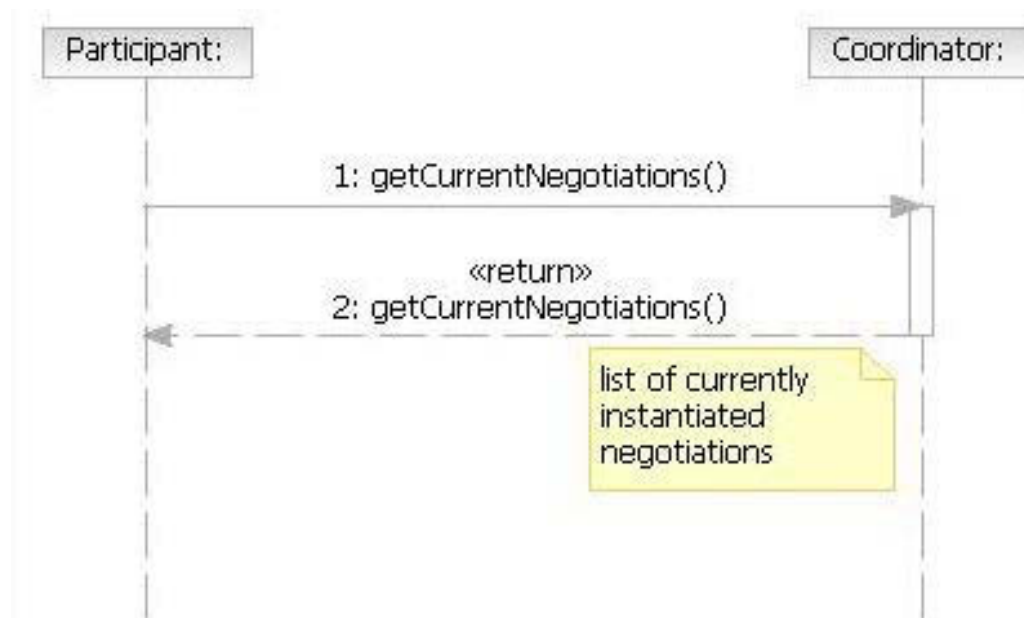 Participant:
Coordinator:
1: getCurrentNegotiations()
«return»
2: getCurrentNegotiations()
list of currently
instantiated
negotiations